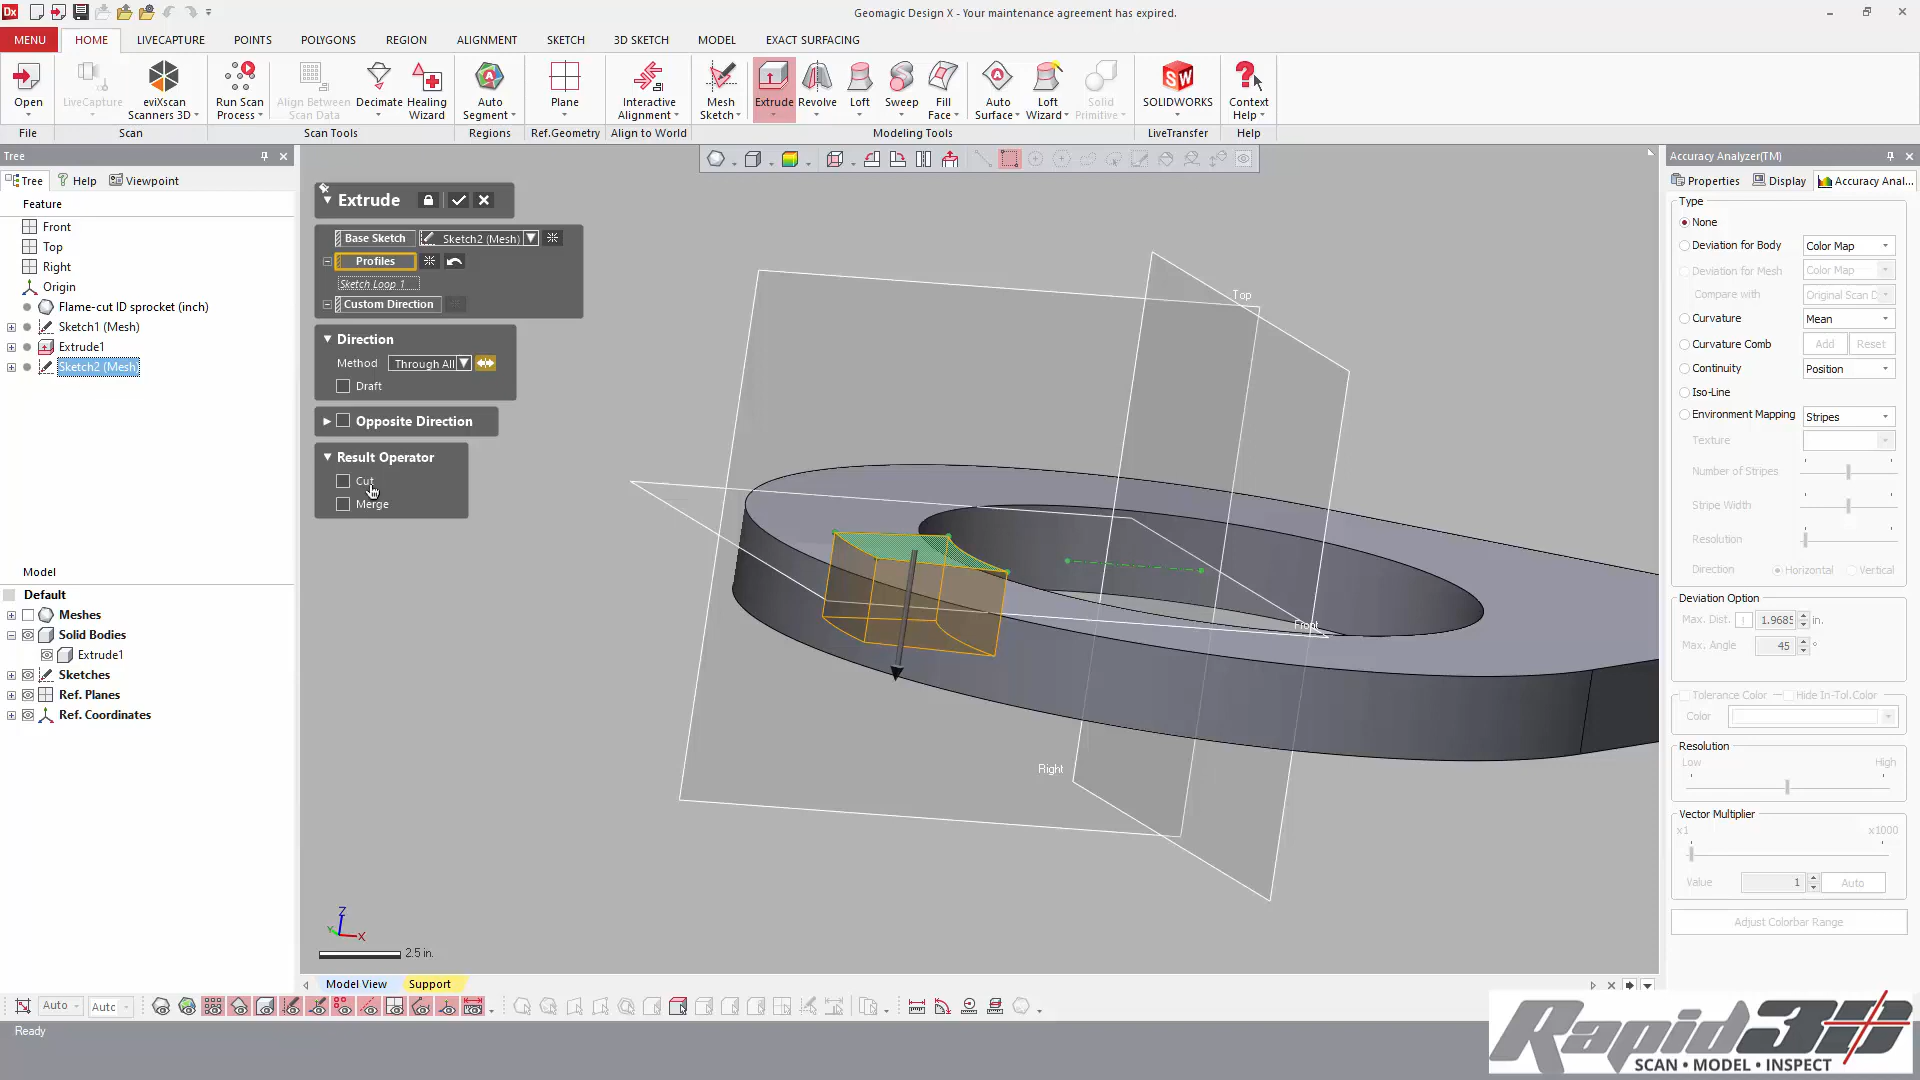 Dx
Geomagic Design X - Your maintenance agreement has expired.
MENU HOME LIVECAPTURE POINTS POLYGONS REGION ALIGNMENT SKETCH 3D SKETCH MODEL EXACT SURFACING
Open
LiveCapture
eviXscan Scanners 3D
Run Scan Process
Align Between Scan Data
Decimate
Healing Wizard
Auto Segment
Plane
Interactive Alignment
Mesh Sketch
Extrude
Revolve
Loft
Sweep
Fill Face
Auto Surface
Loft Wizard
Solid Primitive
SW
SOLIDWORKS
Context Help
File Scan Scan Tools Regions Ref.Geometry Align to World Modeling Tools LiveTransfer Help
Tree
Tree Help Viewpoint
Feature
Front
Top
Right
Origin
Flame-cut ID sprocket (inch)
Sketch1 (Mesh)
Extrude1
Sketch2 (Mesh)
Model
Default
Meshes
Solid Bodies
Extrude1
Sketches
Ref. Planes
Ref. Coordinates
Extrude
Base Sketch Sketch2 (Mesh)
Profiles
Sketch Loop 1
Custom Direction
Direction
Method Through All
Draft
Opposite Direction
Result Operator
Cut
Merge
Top
Front
Right
Z
Y
X
2.5 in.
Model View Support
Accuracy Analyzer(TM)
Properties Display Accuracy Anal...
Type
None
Deviation for Body Color Map
Deviation for Mesh Color Map
Compare with Original Scan D
Curvature Mean
Curvature Comb Add Reset
Continuity Position
Iso-Line
Environment Mapping Stripes
Texture
Number of Stripes
Stripe Width
Resolution
Direction Horizontal Vertical
Deviation Option
Max. Dist. ! 1.9685 in.
Max. Angle 45 °
Tolerance Color Hide In-Tol.Color
Color
Resolution
Low High
Vector Multiplier
x1 x1000
Value 1 Auto
Adjust Colorbar Range
Auto Autc
Ready
Rapid3D
SCAN • MODEL • INSPECT